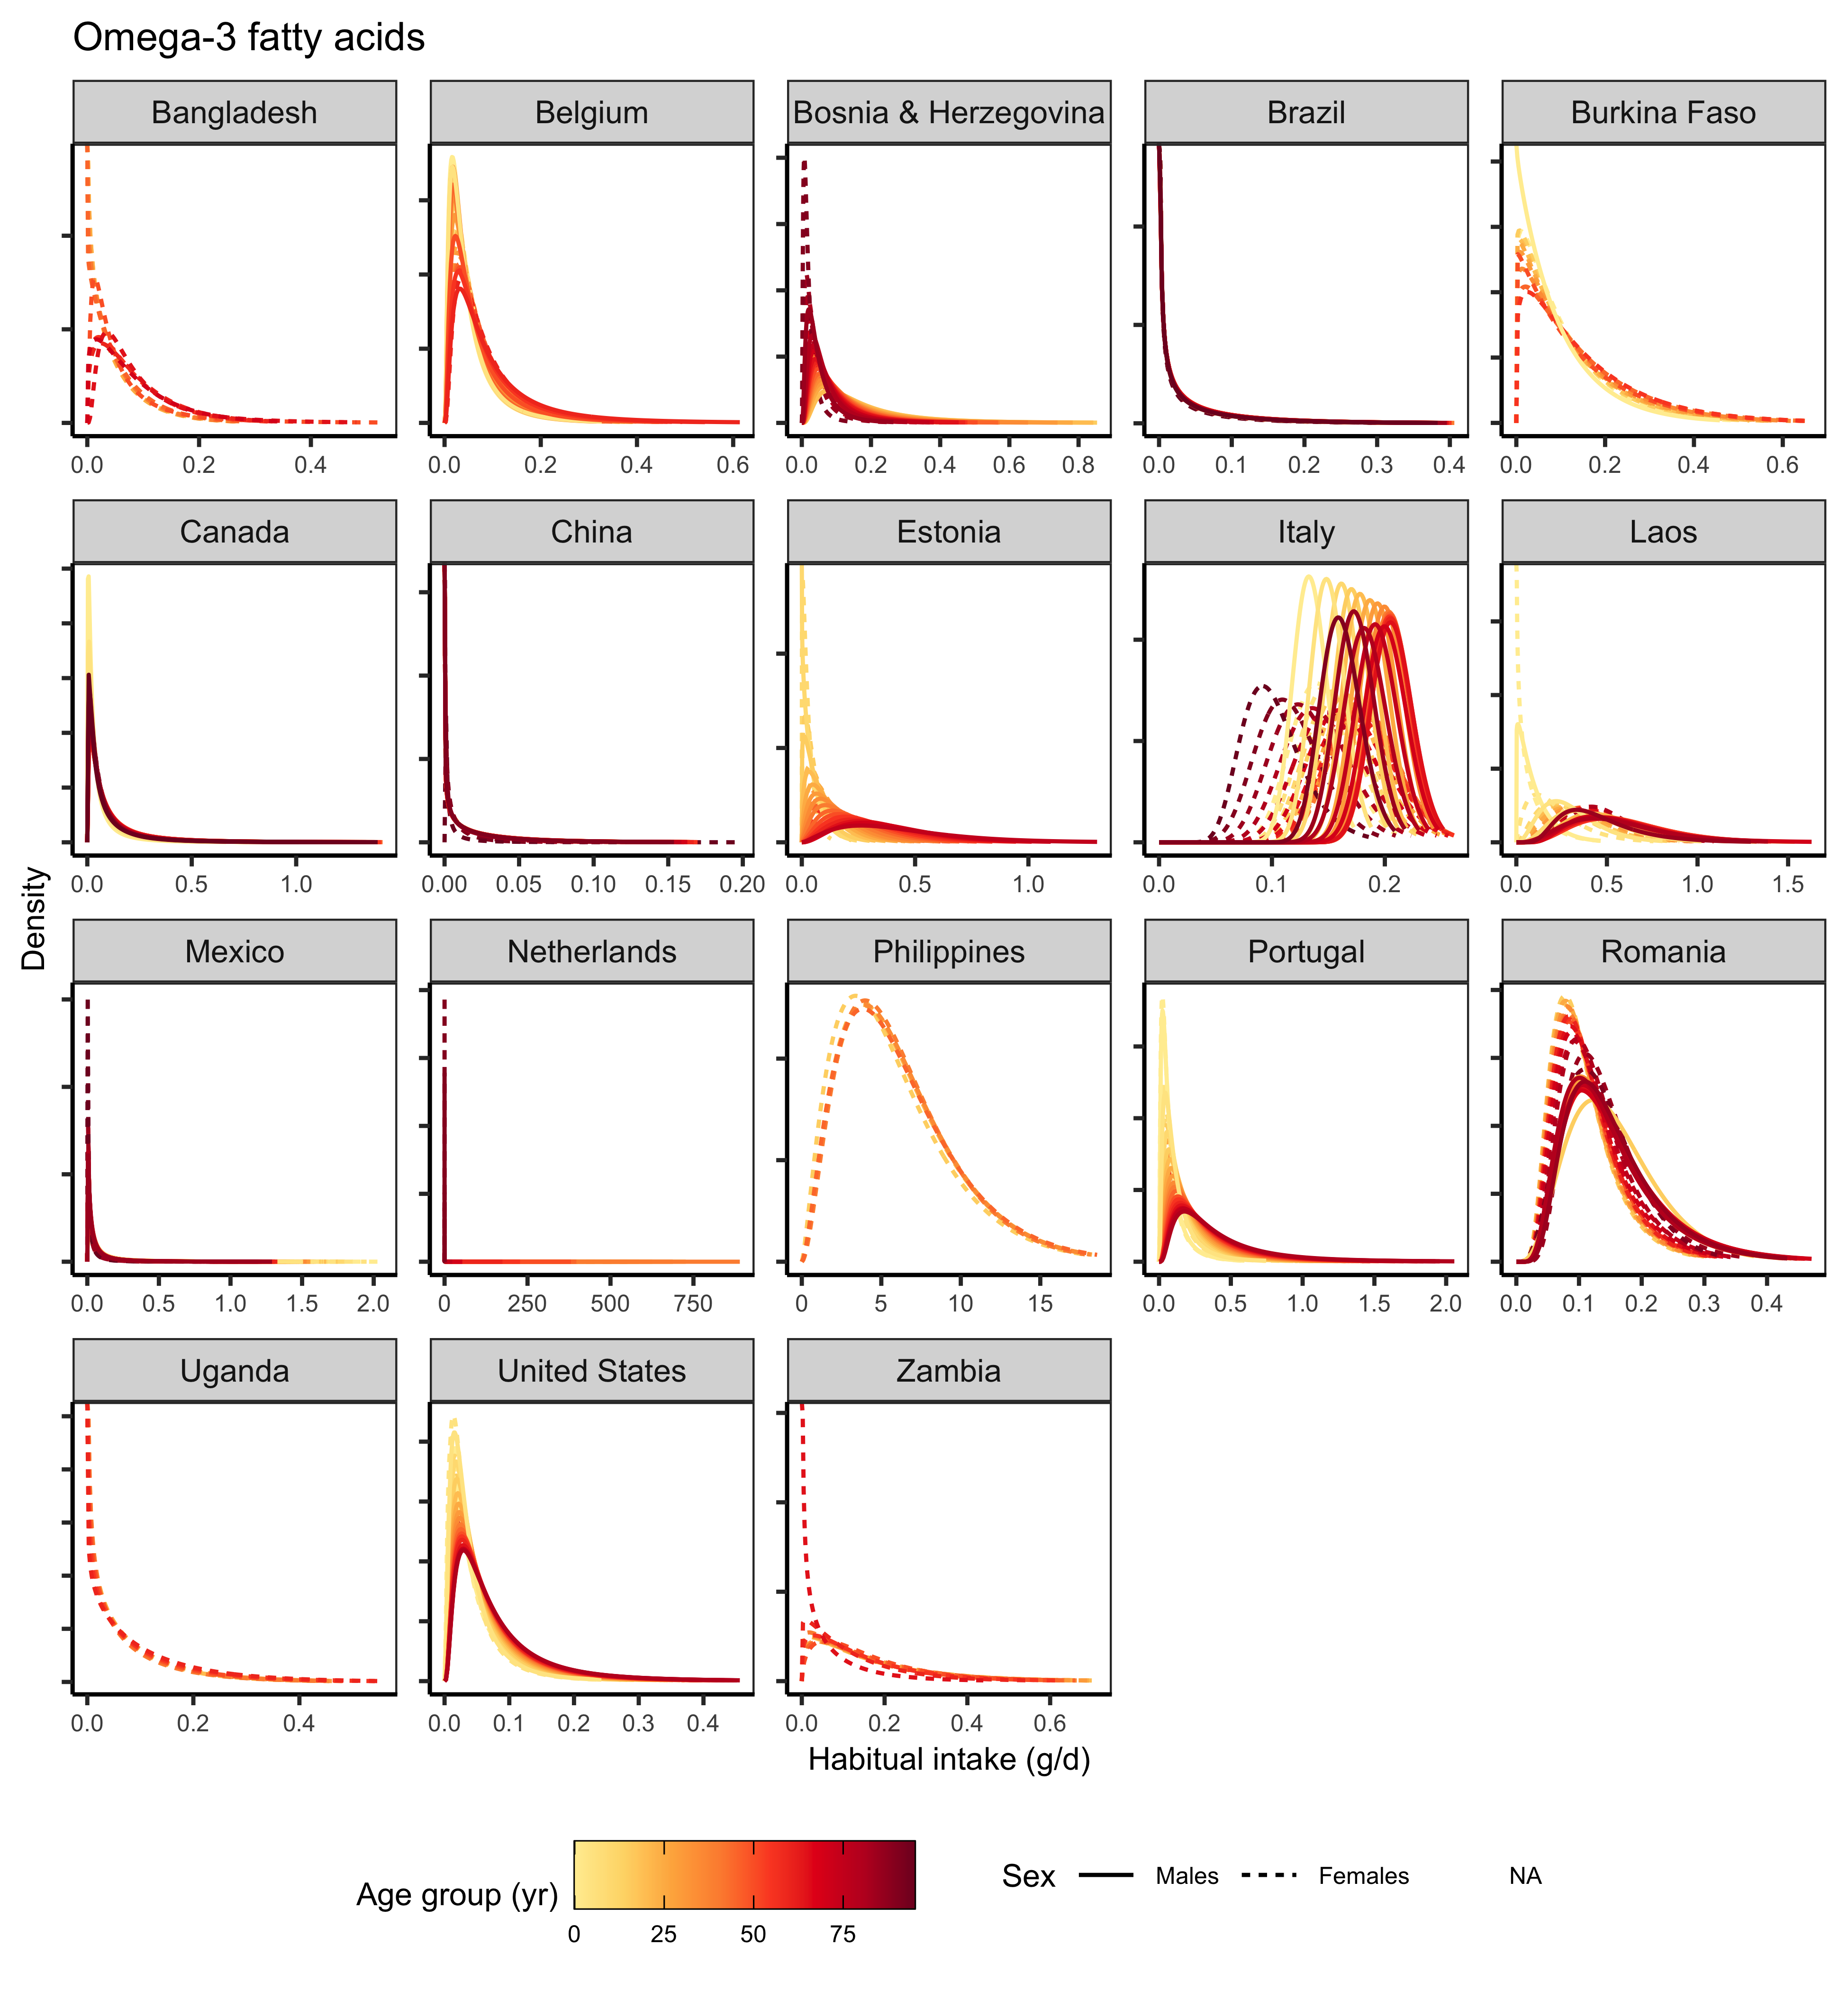 Omega-3 fatty acids
Bangladesh Belgium Bosnia & Herzegovina Brazil Burkina Faso
0.0 0.2 0.4 0.0 0.2 0.4 0.6 0.0 0.2 0.4 0.6 0.8 0.0 0.1 0.2 0.3 0.4 0.0 0.2 0.4 0.6
Canada China Estonia Italy Laos
0.0 0.5 1.0 0.00 0.05 0.10 0.15 0.20 0.0 0.5 1.0 0.0 0.1 0.2 0.0 0.5 1.0 1.5
Density
Mexico Netherlands Philippines Portugal Romania
0.0 0.5 1.0 1.5 2.0 0 250 500 750 0 5 10 15 0.0 0.5 1.0 1.5 2.0 0.0 0.1 0.2 0.3 0.4
Uganda United States Zambia
0.0 0.2 0.4 0.0 0.1 0.2 0.3 0.4 0.0 0.2 0.4 0.6
Habitual intake (g/d)
Age group (yr)
0 25 50 75
Sex Males Females NA